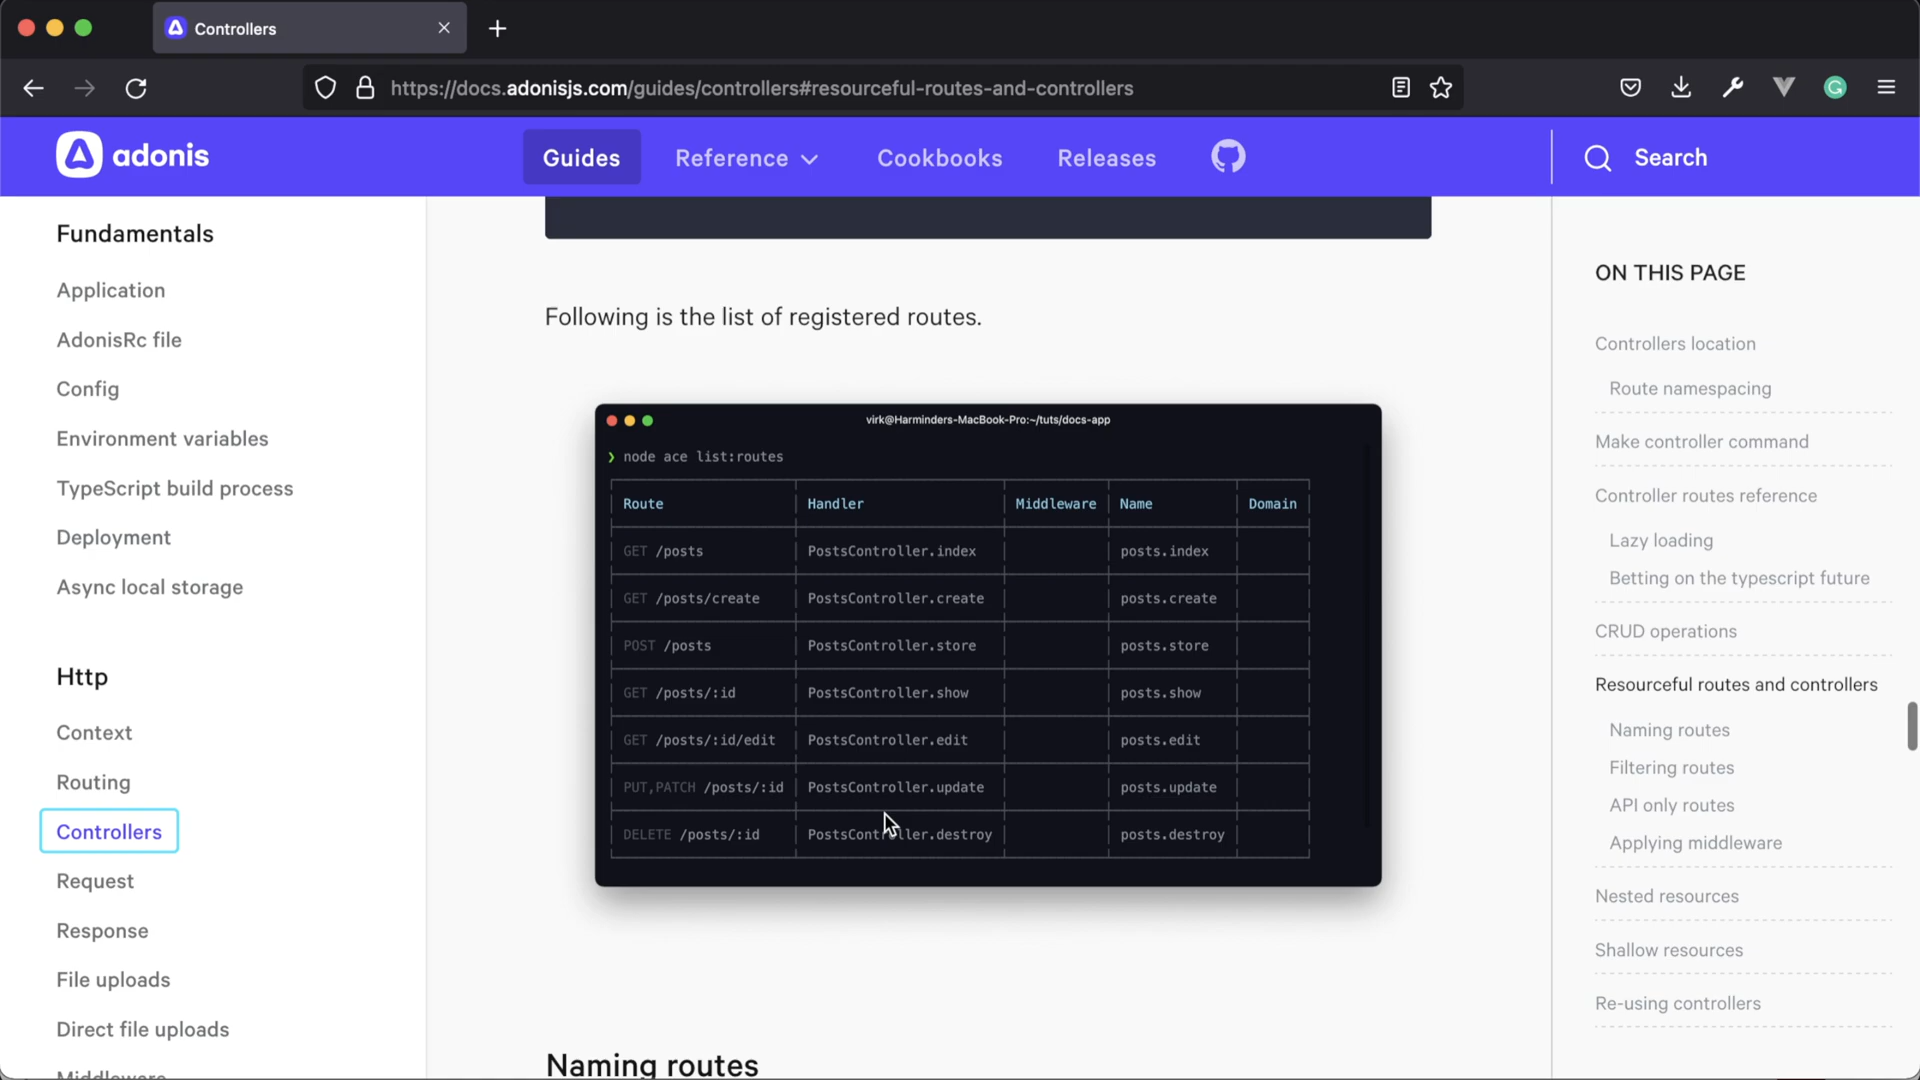 Controllers
https://docs.adonisjs.com/guides/controllers#resourceful-routes-and-controllers
adonis
Guides
Reference
Cookbooks
Releases
Search
Fundamentals
Application
AdonisRc file
Config
Environment variables
TypeScript build process
Deployment
Async local storage
Http
Context
Routing
Controllers
Request
Response
File uploads
Direct file uploads
Middleware
Following is the list of registered routes.
virk@Harminders-MacBook-Pro:~/tuts/docs-app
❯ node ace list:routes
Route Handler Middleware Name Domain
GET /posts PostsController.index posts.index
GET /posts/create PostsController.create posts.create
POST /posts PostsController.store posts.store
GET /posts/:id PostsController.show posts.show
GET /posts/:id/edit PostsController.edit posts.edit
PUT,PATCH /posts/:id PostsController.update posts.update
DELETE /posts/:id PostsController.destroy posts.destroy
Naming routes
ON THIS PAGE
Controllers location
Route namespacing
Make controller command
Controller routes reference
Lazy loading
Betting on the typescript future
CRUD operations
Resourceful routes and controllers
Naming routes
Filtering routes
API only routes
Applying middleware
Nested resources
Shallow resources
Re-using controllers